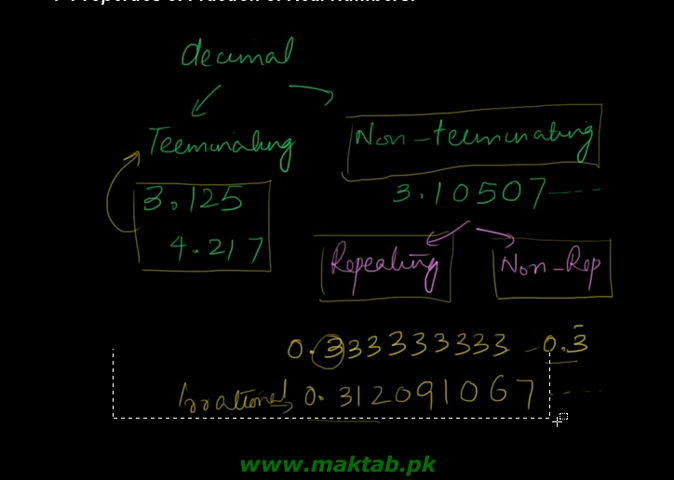 decimal
Terminating
Non-terminating
3.125
3.10507----
4.217
Repeating
Non-Rep
0.3333333333 - 0.3̄
Irrational → 0.312091067 ----
www.maktab.pk